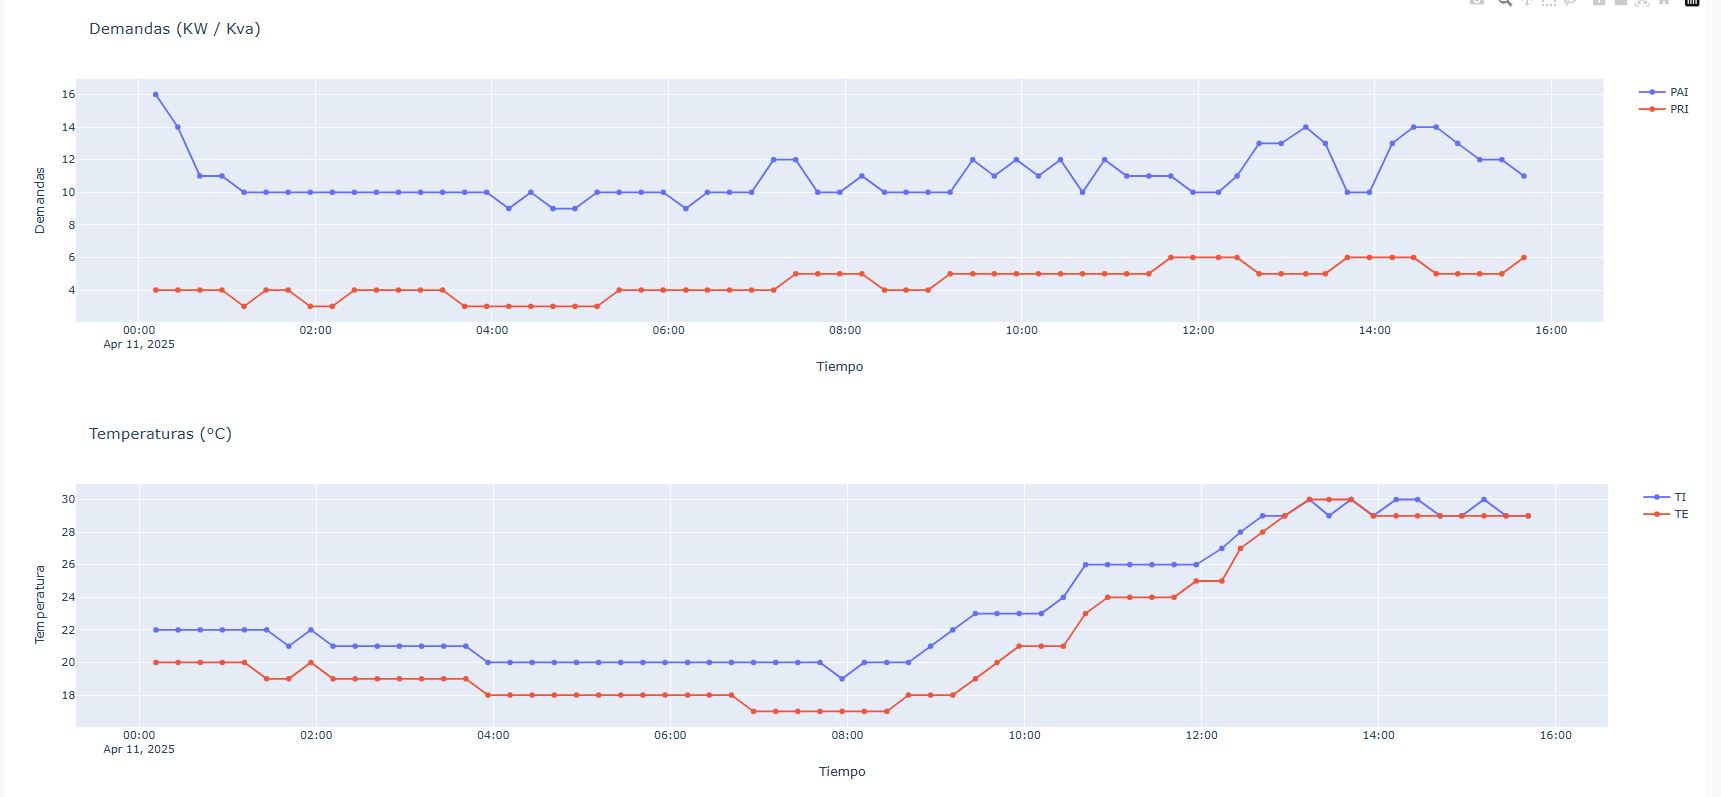 Demandas (KW / Kva)
16
14
12
10
8
6
4
Demandas
00:00
Apr 11, 2025
02:00
04:00
06:00
08:00
10:00
12:00
14:00
16:00
Tiempo
PAI
PRI
Temperaturas (°C)
30
28
26
24
22
20
18
Temperatura
00:00
Apr 11, 2025
02:00
04:00
06:00
08:00
10:00
12:00
14:00
16:00
Tiempo
TI
TE